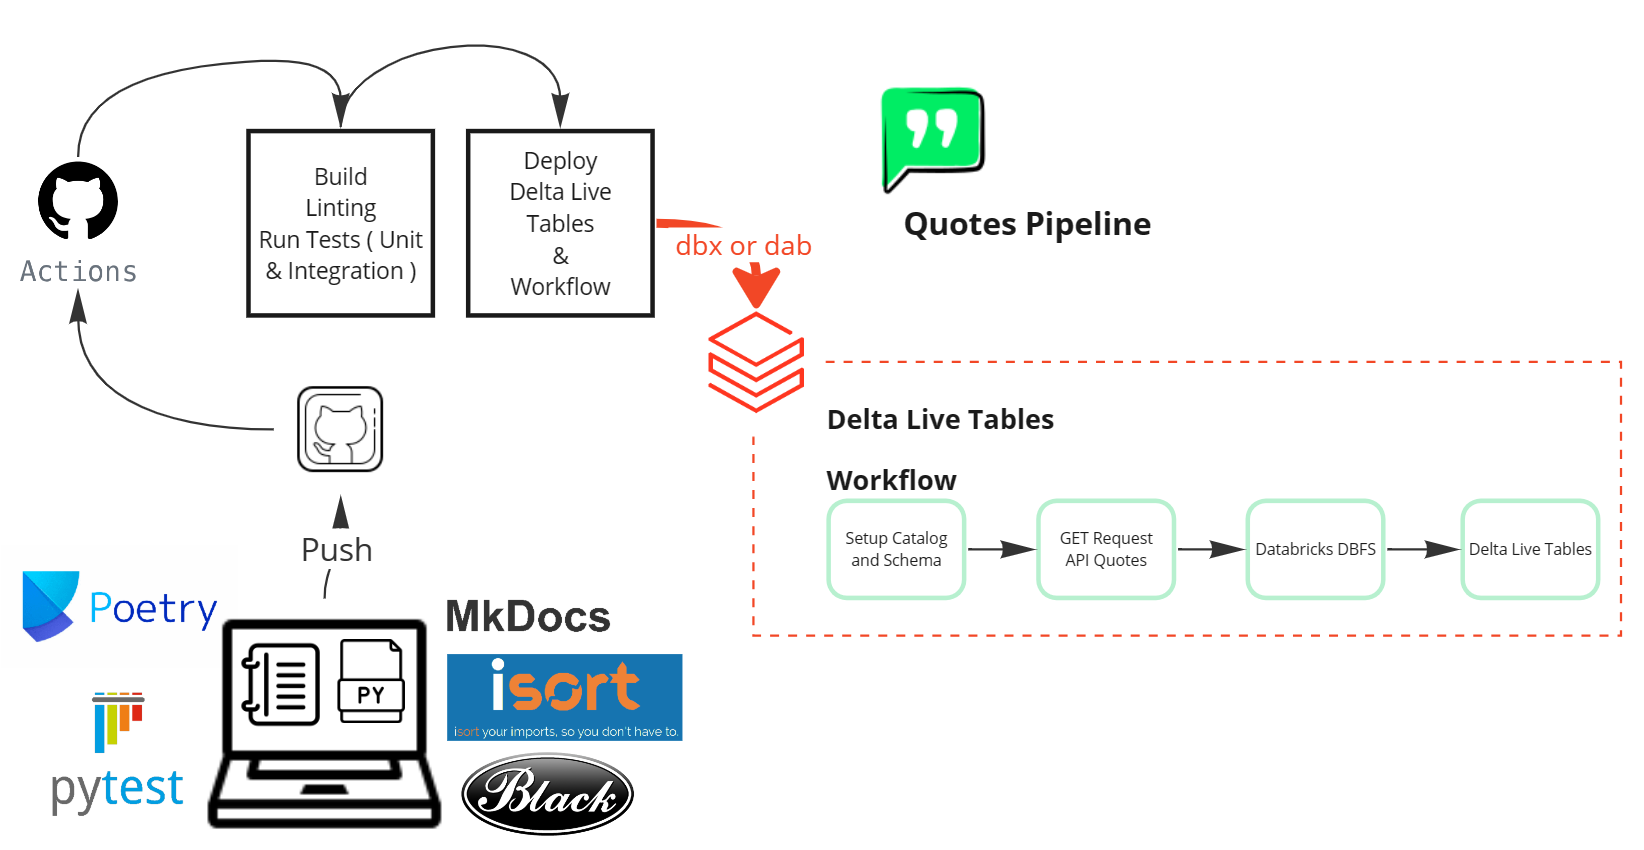 Actions
Build
Linting
Run Tests ( Unit
& Integration )
Deploy
Delta Live
Tables
&
Workflow
dbx or dab
Quotes Pipeline
Delta Live Tables
Workflow
Setup Catalog
and Schema
GET Request
API Quotes
Databricks DBFS
Delta Live Tables
Push
Poetry
pytest
PY
MkDocs
isort
isort your imports, so you don't have to.
Black